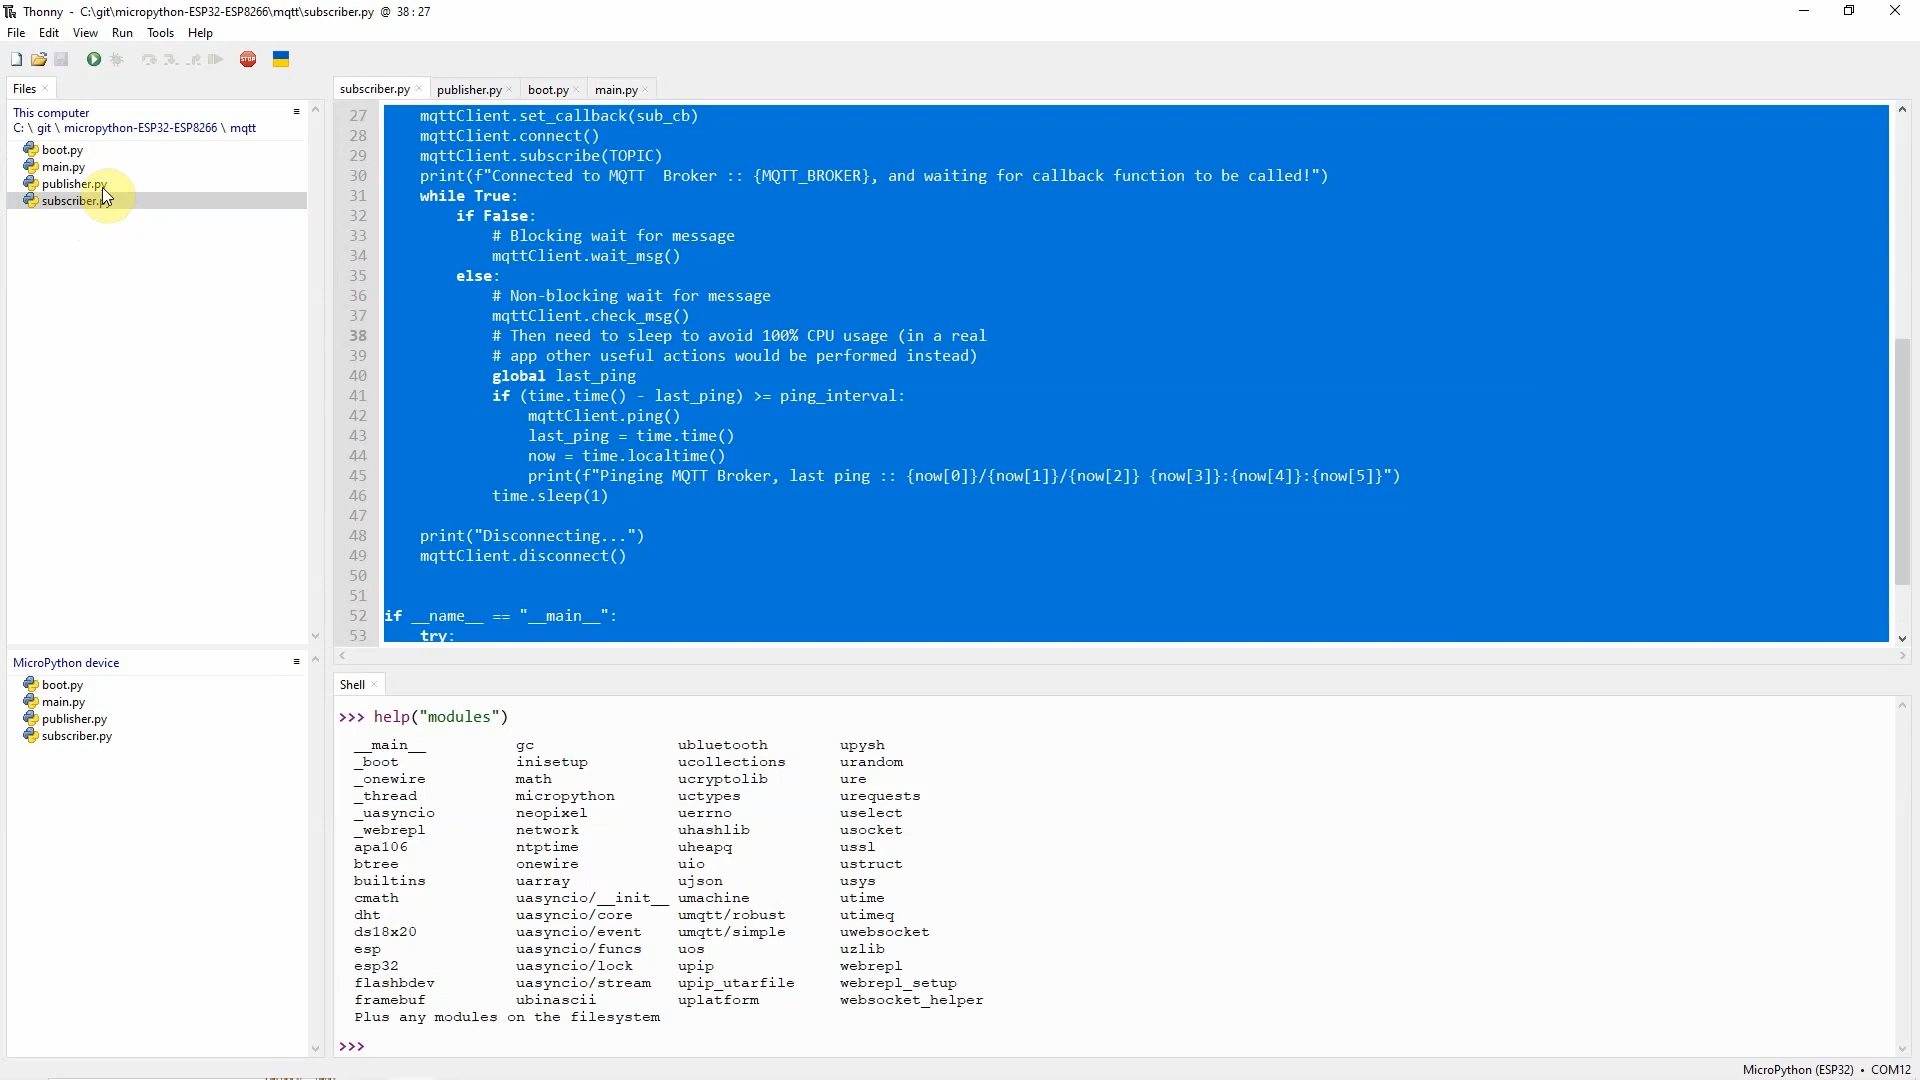 Thonny - C:\git\micropython-ESP32-ESP8266\mqtt\subscriber.py @ 38 : 27
File Edit View Run Tools Help
STOP
Files
This computer
C: \ git \ micropython-ESP32-ESP8266 \ mqtt
boot.py
main.py
publisher.py
subscriber.py
MicroPython device
boot.py
main.py
publisher.py
subscriber.py
subscriber.py publisher.py boot.py main.py
27 mqttClient.set_callback(sub_cb)
28 mqttClient.connect()
29 mqttClient.subscribe(TOPIC)
30 print(f"Connected to MQTT  Broker :: {MQTT_BROKER}, and waiting for callback function to be called!")
31 while True:
32 if False:
33 # Blocking wait for message
34 mqttClient.wait_msg()
35 else:
36 # Non-blocking wait for message
37 mqttClient.check_msg()
38 # Then need to sleep to avoid 100% CPU usage (in a real
39 # app other useful actions would be performed instead)
40 global last_ping
41 if (time.time() - last_ping) >= ping_interval:
42 mqttClient.ping()
43 last_ping = time.time()
44 now = time.localtime()
45 print(f"Pinging MQTT Broker, last ping :: {now[0]}/{now[1]}/{now[2]} {now[3]}:{now[4]}:{now[5]}")
46 time.sleep(1)
47
48 print("Disconnecting...")
49 mqttClient.disconnect()
50
51
52 if __name__ == "__main__":
53 try:
Shell
>>> help("modules")
__main__ gc ubluetooth upysh
_boot inisetup ucollections urandom
_onewire math ucryptolib ure
_thread micropython uctypes urequests
_uasyncio neopixel uerrno uselect
_webrepl network uhashlib usocket
apa106 ntptime uheapq ussl
btree onewire uio ustruct
builtins uarray ujson usys
cmath uasyncio/__init__ umachine utime
dht uasyncio/core umqtt/robust utimeq
ds18x20 uasyncio/event umqtt/simple uwebsocket
esp uasyncio/funcs uos uzlib
esp32 uasyncio/lock upip webrepl
flashbdev uasyncio/stream upip_utarfile webrepl_setup
framebuf ubinascii uplatform websocket_helper
Plus any modules on the filesystem
>>>
MicroPython (ESP32) • COM12